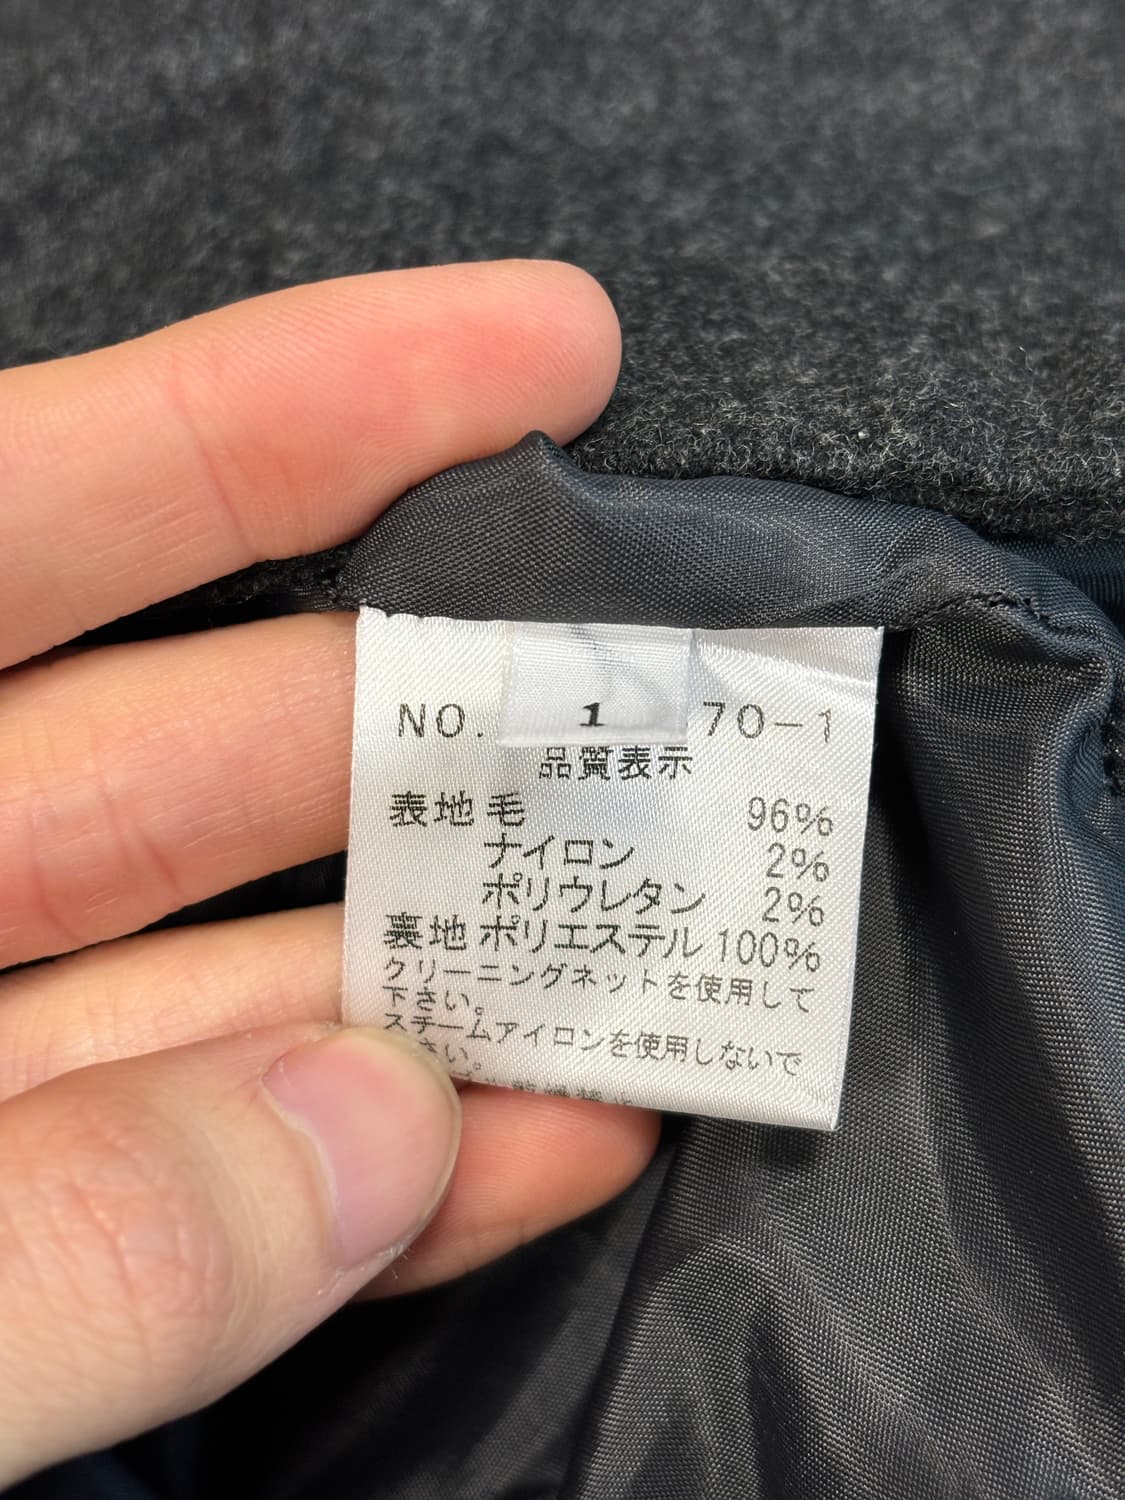 NO. 1 70-1
品質表示
表地 毛 96%
ナイロン 2%
ポリウレタン 2%
裏地 ポリエステル 100%
クリーニングネットを使用して
下さい。
スチームアイロンを使用しないで
さい。